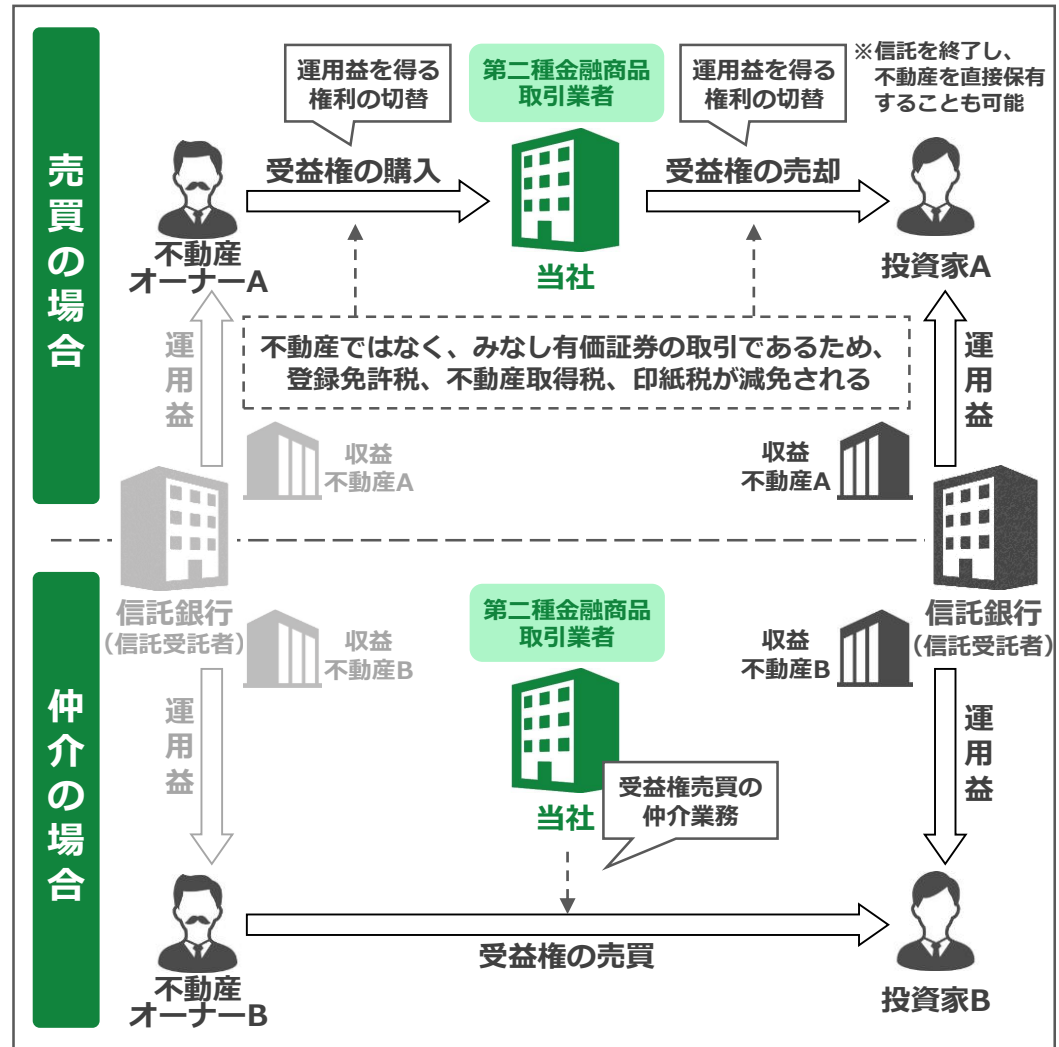 売買の場合
運用益を得る
権利の切替
第二種金融商品
取引業者
運用益を得る
権利の切替
※信託を終了し、
不動産を直接保有
することも可能
受益権の購入
受益権の売却
不動産
オーナーA
当社
投資家A
運用益
不動産ではなく、みなし有価証券の取引であるため、
登録免許税、不動産取得税、印紙税が減免される
運用益
収益
不動産A
収益
不動産A
信託銀行
（信託受託者）
信託銀行
（信託受託者）
仲介の場合
収益
不動産B
第二種金融商品
取引業者
収益
不動産B
運用益
当社
受益権売買の
仲介業務
運用益
受益権の売買
不動産
オーナーB
投資家B